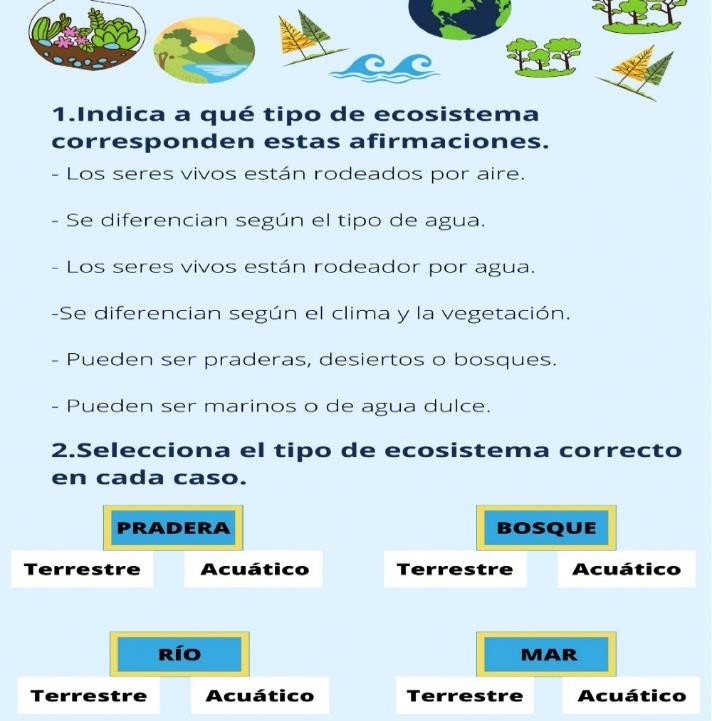 1.Indica a qué tipo de ecosistema
corresponden estas afirmaciones.
- Los seres vivos están rodeados por aire.
- Se diferencian según el tipo de agua.
- Los seres vivos están rodeador por agua.
-Se diferencian según el clima y la vegetación.
- Pueden ser praderas, desiertos o bosques.
- Pueden ser marinos o de agua dulce.
2.Selecciona el tipo de ecosistema correcto
en cada caso.
PRADERA BOSQUE
Terrestre Acuático Terrestre Acuático
RÍO MAR
Terrestre Acuático Terrestre Acuático